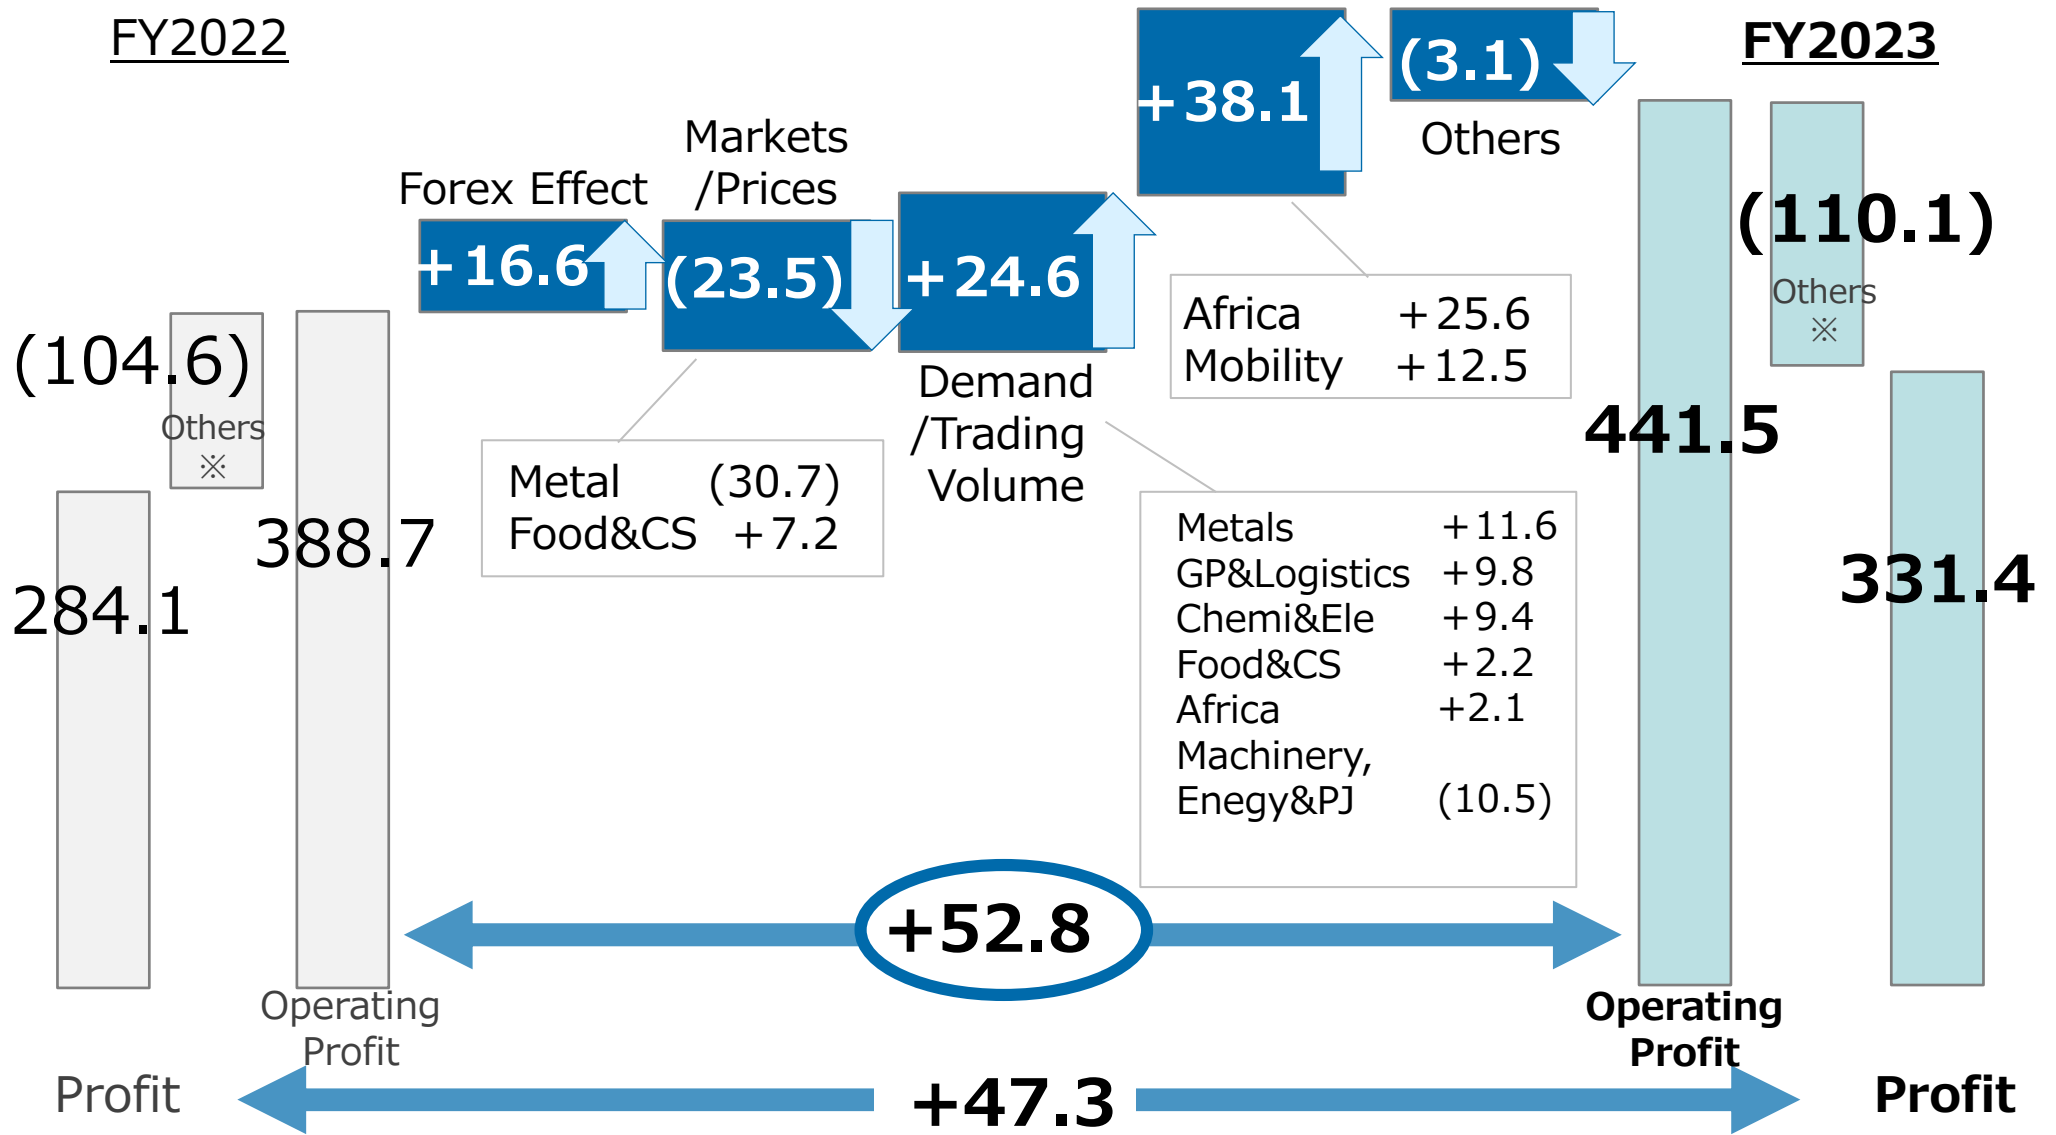 FY2022
FY2023
Forex Effect
+16.6
Markets
/Prices
(23.5)
+24.6
Demand
/Trading
Volume
+38.1
(3.1)
Others
(104.6)
Others
※
284.1
388.7
Metal (30.7)
Food&CS +7.2
Africa +25.6
Mobility +12.5
Metals +11.6
GP&Logistics +9.8
Chemi&Ele +9.4
Food&CS +2.2
Africa +2.1
Machinery,
Enegy&PJ (10.5)
441.5
(110.1)
Others
※
331.4
+52.8
Operating
Profit
Operating
Profit
Profit
+47.3
Profit